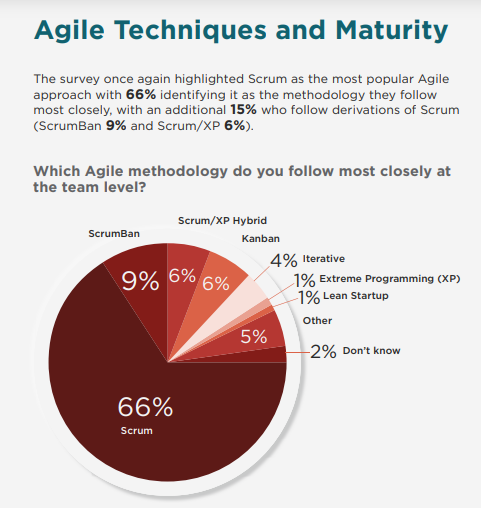 Agile Techniques and Maturity
The survey once again highlighted Scrum as the most popular Agile
approach with 66% identifying it as the methodology they follow
most closely, with an additional 15% who follow derivations of Scrum
(ScrumBan 9% and Scrum/XP 6%).
Which Agile methodology do you follow most closely at
the team level?
Scrum/XP Hybrid
ScrumBan
Kanban
4% Iterative
9%
6%
6%
1% Extreme Programming (XP)
1% Lean Startup
Other
5%
2% Don't know
66%
Scrum